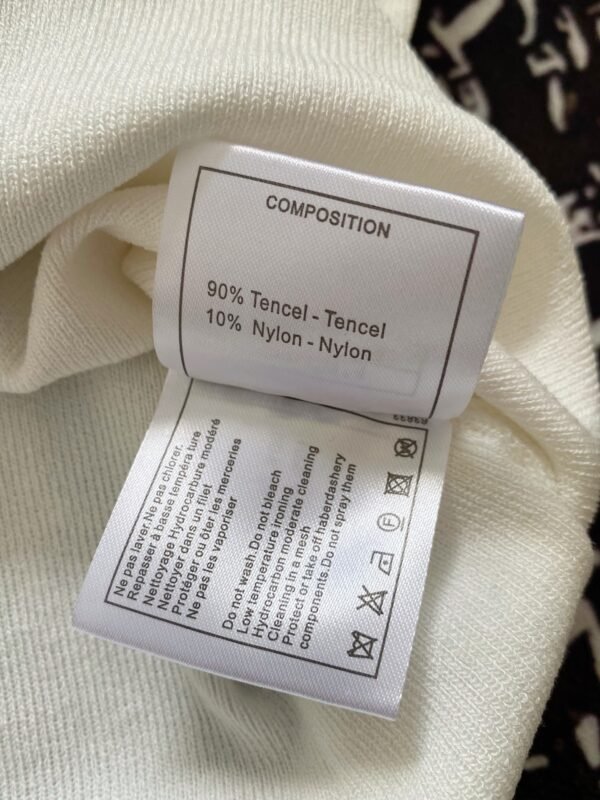 COMPOSITION
90% Tencel - Tencel
10% Nylon - Nylon
Ne pas laver.Ne pas chlorer.
Repasser à basse tempéra ture
Nettoyage Hydrocarbure modéré
Nettoyer dans un filet
Protéger ou ôter les merceries
Ne pas les vaporiser
Do not wash.Do not bleach
Low temperature ironing
Hydrocarbon moderate cleaning
Cleaning in a mesh
Protect or take off haberdashery
components.Do not spray them
F